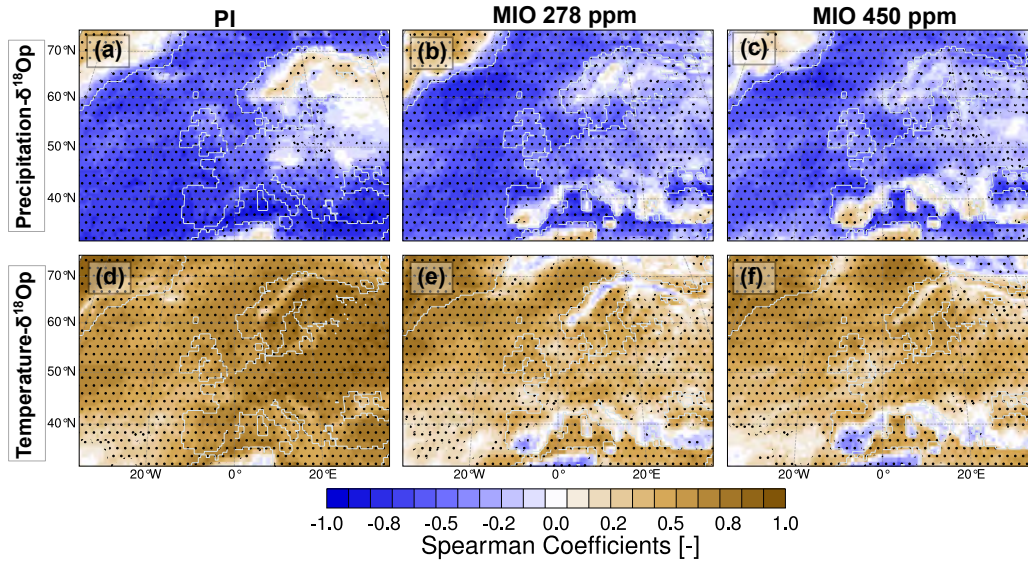 PI MIO 278 ppm MIO 450 ppm
Precipitation-δ¹⁸Op
(a) (b) (c)
70°N
60°N
50°N
40°N
Temperature-δ¹⁸Op
(d) (e) (f)
70°N
60°N
50°N
40°N
20°W 0° 20°E 20°W 0° 20°E 20°W 0° 20°E
-1.0 -0.8 -0.5 -0.2 0.0 0.2 0.5 0.8 1.0
Spearman Coefficients [-]